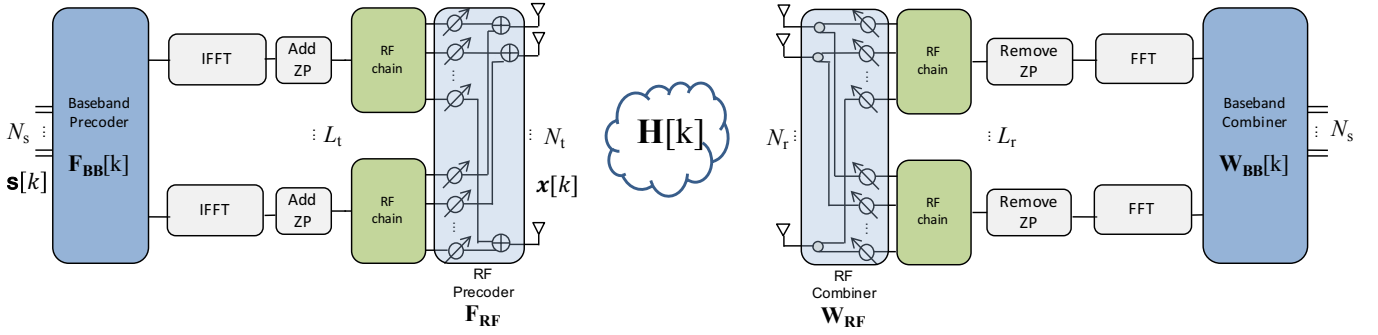 Baseband
Precoder
F_BB[k]
N_s
s[k]
IFFT
Add
ZP
RF
chain
L_t
IFFT
Add
ZP
RF
chain
N_t
x[k]
RF
Precoder
F_RF
H[k]
N_r
RF
Combiner
W_RF
RF
chain
Remove
ZP
FFT
L_r
RF
chain
Remove
ZP
FFT
Baseband
Combiner
W_BB[k]
N_s